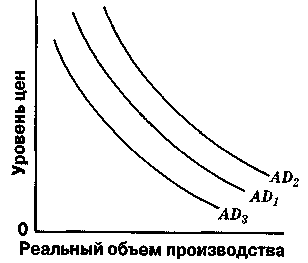 Уровень цен
AD2
AD1
AD3
0
Реальный объем производства